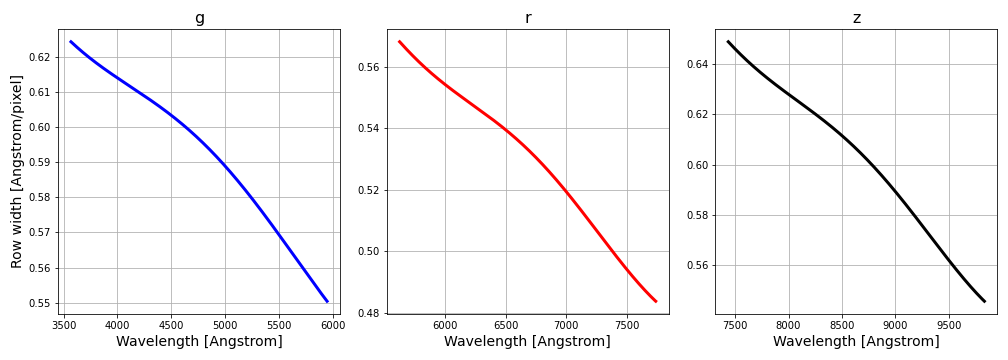 g
r
z
Row width [Angstrom/pixel]
0.62
0.61
0.60
0.59
0.58
0.57
0.56
0.55
3500 4000 4500 5000 5500 6000
Wavelength [Angstrom]
0.56
0.54
0.52
0.50
0.48
6000 6500 7000 7500
Wavelength [Angstrom]
0.64
0.62
0.60
0.58
0.56
7500 8000 8500 9000 9500
Wavelength [Angstrom]